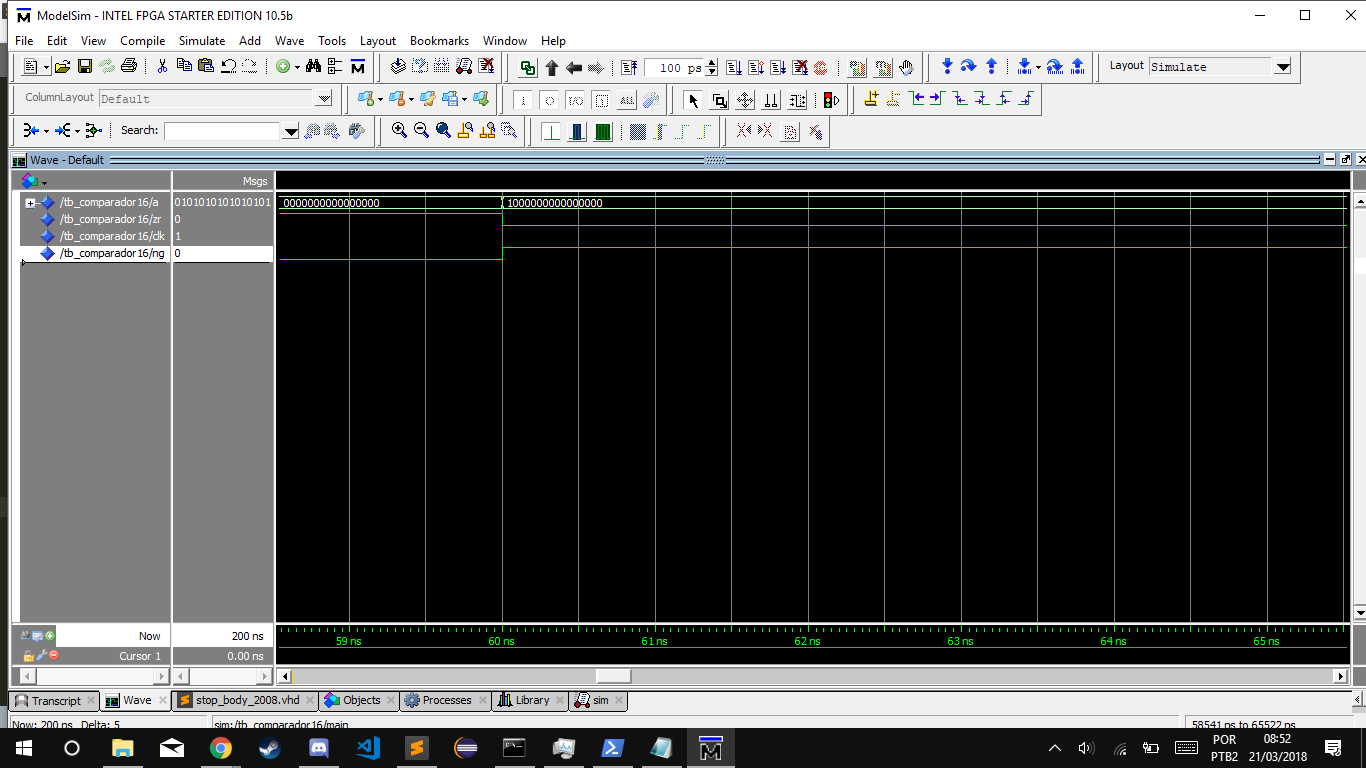 ModelSim - INTEL FPGA STARTER EDITION 10.5b
File Edit View Compile Simulate Add Wave Tools Layout Bookmarks Window Help
100 ps
Layout Simulate
ColumnLayout Default
Search:
Wave - Default
Msgs
/tb_comparador16/a 0101010101010101 0000000000000000 1000000000000000
/tb_comparador16/zr 0
/tb_comparador16/clk 1
/tb_comparador16/ng 0
Now 200 ns 59 ns 60 ns 61 ns 62 ns 63 ns 64 ns 65 ns
Cursor 1 0.00 ns
Transcript Wave stop_body_2008.vhd Objects Processes Library sim
Now: 200 ns Delta: 5 sim:/tb_comparador16/main 58541 ps to 65522 ps
POR 08:52
PTB2 21/03/2018